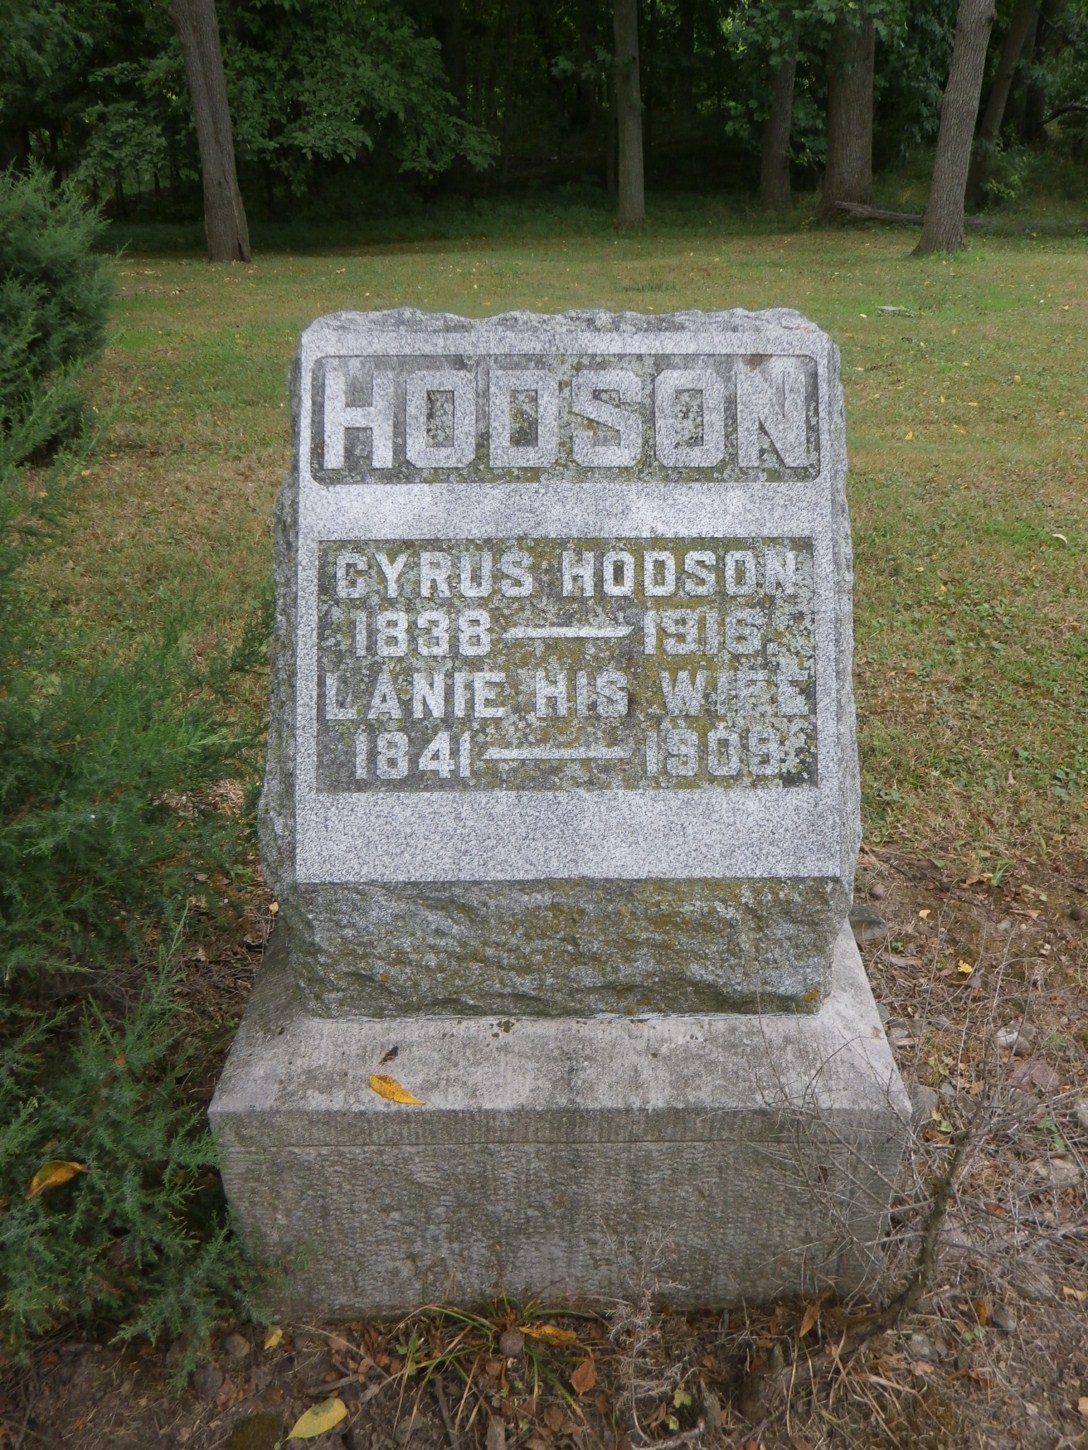 HODSON
CYRUS HODSON
1838 — 1916
LANIE HIS WIFE
1841 — 1909